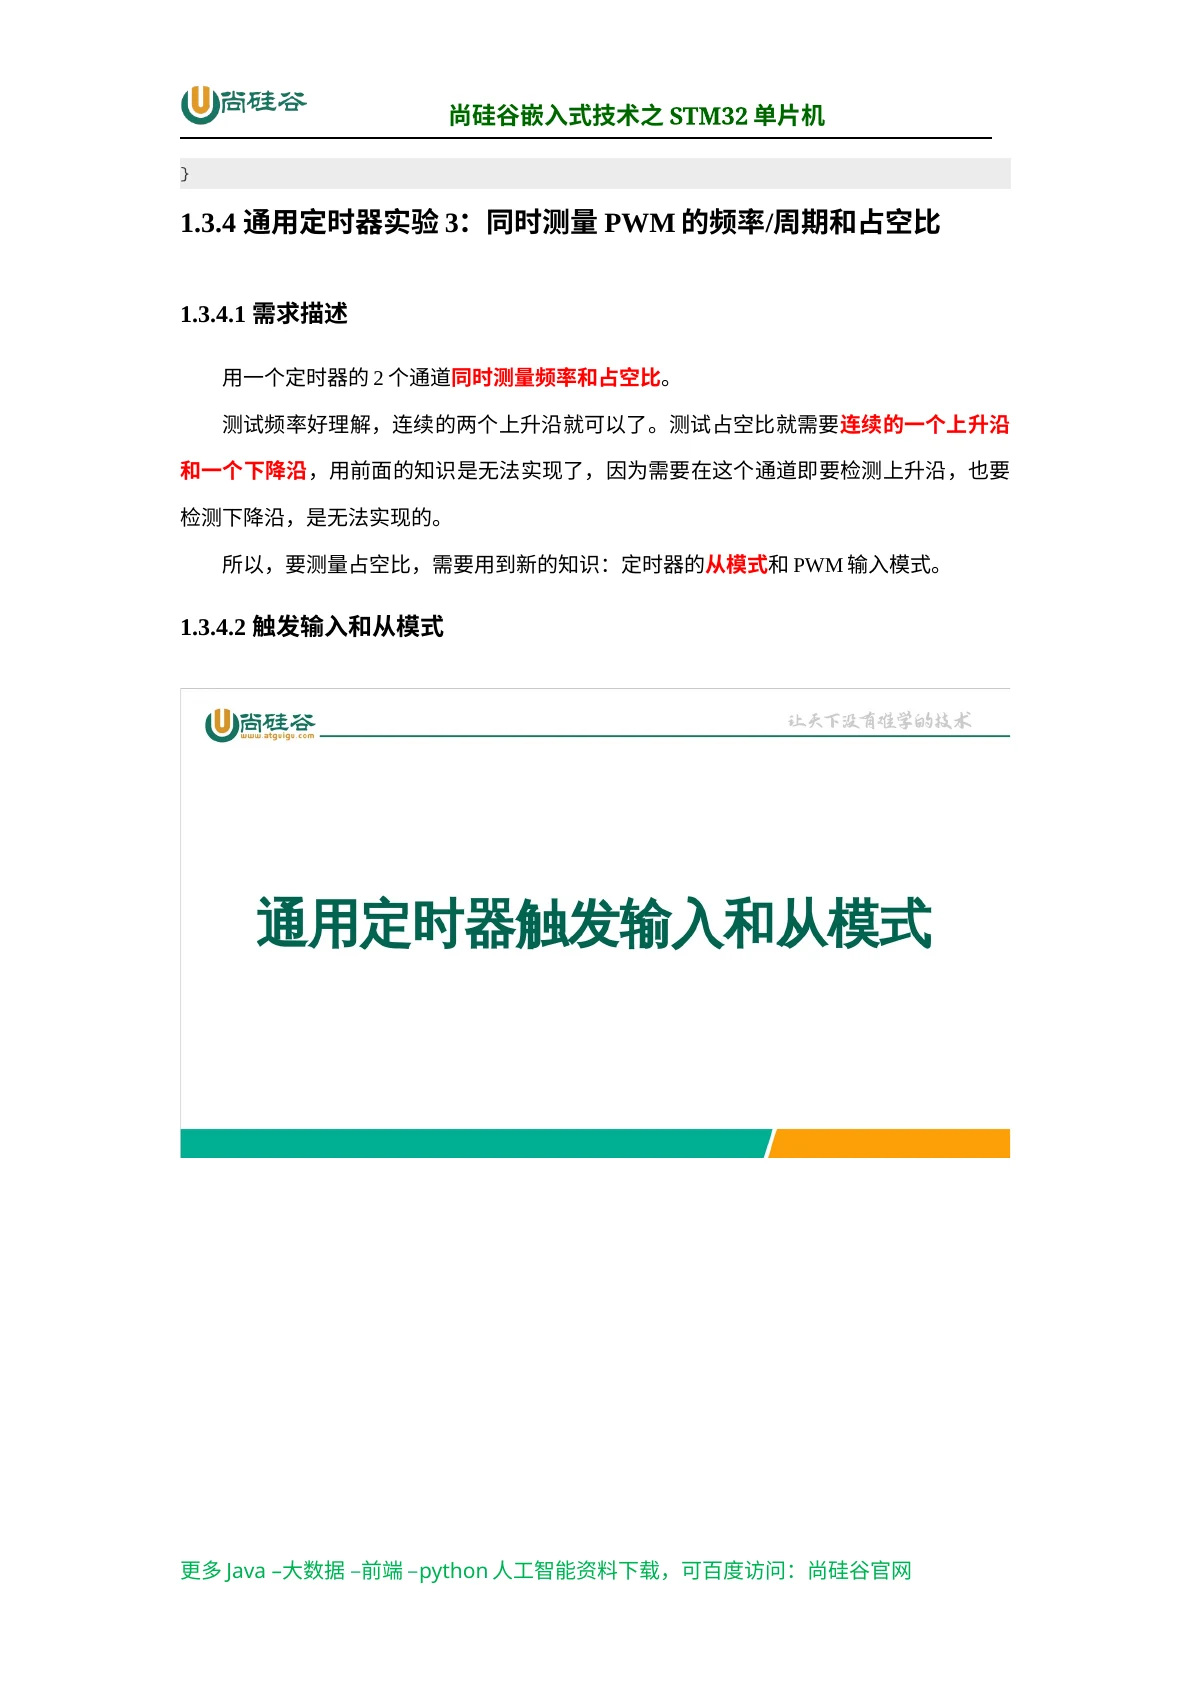 尚硅谷
尚硅谷嵌入式技术之 STM32 单片机
}
1.3.4 通用定时器实验 3：同时测量 PWM 的频率/周期和占空比
1.3.4.1 需求描述
用一个定时器的 2 个通道同时测量频率和占空比。
测试频率好理解，连续的两个上升沿就可以了。测试占空比就需要连续的一个上升沿
和一个下降沿，用前面的知识是无法实现了，因为需要在这个通道即要检测上升沿，也要
检测下降沿，是无法实现的。
所以，要测量占空比，需要用到新的知识：定时器的从模式和 PWM 输入模式。
1.3.4.2 触发输入和从模式
尚硅谷
www.atguigu.com
让天下没有难学的技术
通用定时器触发输入和从模式
更多 Java –大数据 –前端 –python 人工智能资料下载，可百度访问：尚硅谷官网